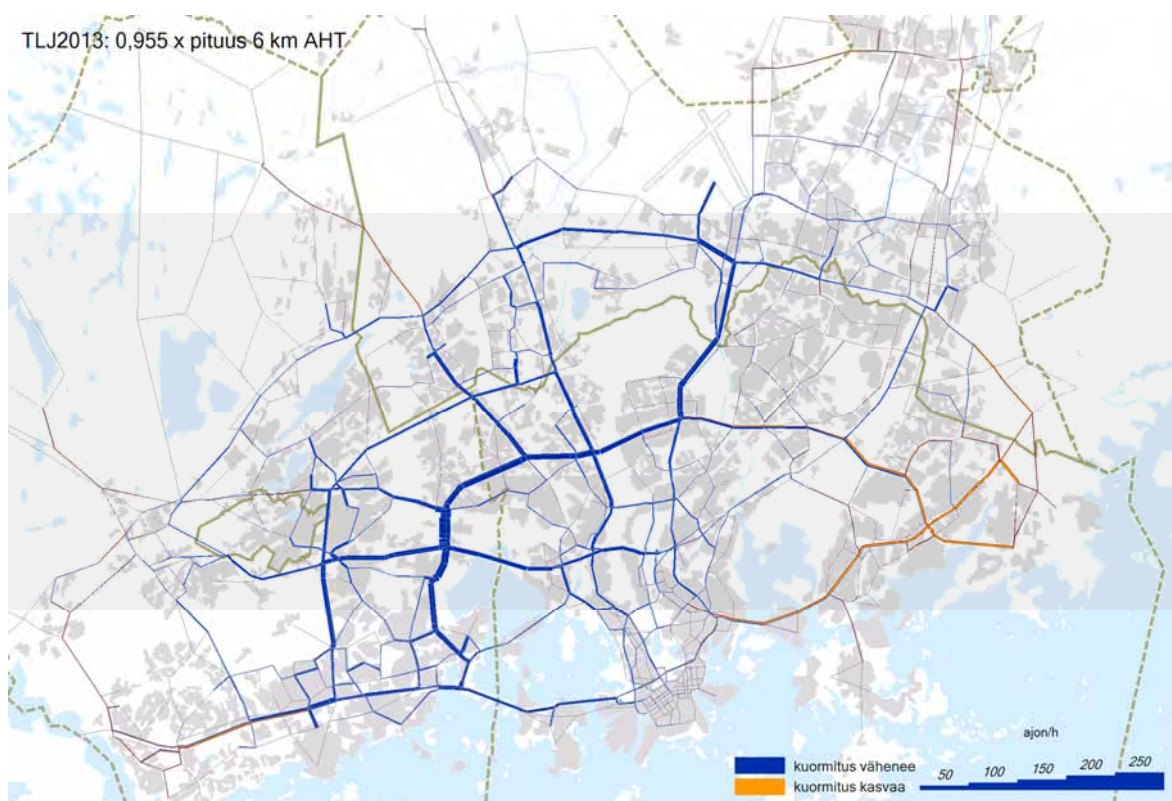 TLJ2013: 0,955 x pituus 6 km AHT
ajon/h
kuormitus vähenee
kuormitus kasvaa
50 100 150 200 250